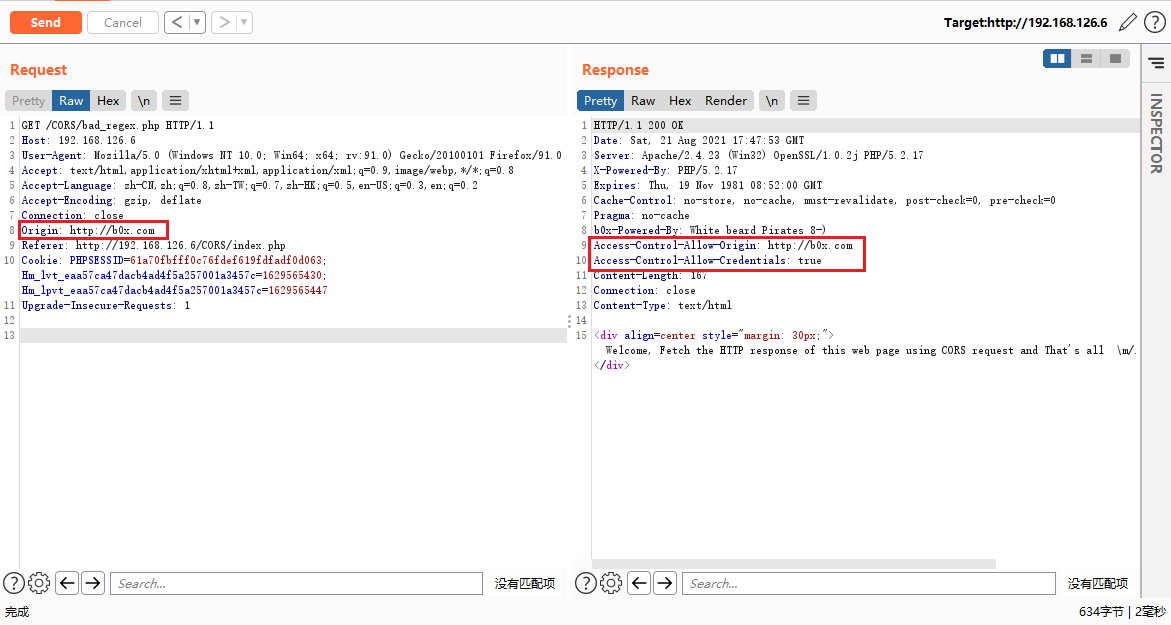 Send
Cancel
Target:http://192.168.126.6
Request
Pretty Raw Hex \n
1 GET /CORS/bad_regex.php HTTP/1.1
2 Host: 192.168.126.6
3 User-Agent: Mozilla/5.0 (Windows NT 10.0; Win64; x64; rv:91.0) Gecko/20100101 Firefox/91.0
4 Accept: text/html,application/xhtml+xml,application/xml;q=0.9,image/webp,*/*;q=0.8
5 Accept-Language: zh-CN,zh;q=0.8,zh-TW;q=0.7,zh-HK;q=0.5,en-US;q=0.3,en;q=0.2
6 Accept-Encoding: gzip, deflate
7 Connection: close
8 Origin: http://b0x.com
9 Referer: http://192.168.126.6/CORS/index.php
10 Cookie: PHPSESSID=61a70fbfff0c76fdef619fdfadf0d063;
Hm_lvt_eaa57ca47dacb4ad4f5a257001a3457c=1629565430;
Hm_lpvt_eaa57ca47dacb4ad4f5a257001a3457c=1629565447
11 Upgrade-Insecure-Requests: 1
12
13
Search...
没有匹配项
Response
Pretty Raw Hex Render \n
1 HTTP/1.1 200 OK
2 Date: Sat, 21 Aug 2021 17:47:53 GMT
3 Server: Apache/2.4.23 (Win32) OpenSSL/1.0.2j PHP/5.2.17
4 X-Powered-By: PHP/5.2.17
5 Expires: Thu, 19 Nov 1981 08:52:00 GMT
6 Cache-Control: no-store, no-cache, must-revalidate, post-check=0, pre-check=0
7 Pragma: no-cache
8 b0x-Powered-By: White beard Pirates 8-)
9 Access-Control-Allow-Origin: http://b0x.com
10 Access-Control-Allow-Credentials: true
11 Content-Length: 167
12 Connection: close
13 Content-Type: text/html
14
15 <div align=center style="margin: 30px;">
Welcome, Fetch the HTTP response of this web page using CORS request and That's all \m/.
</div>
Search...
没有匹配项
INSPECTOR
完成
634字节 | 2毫秒